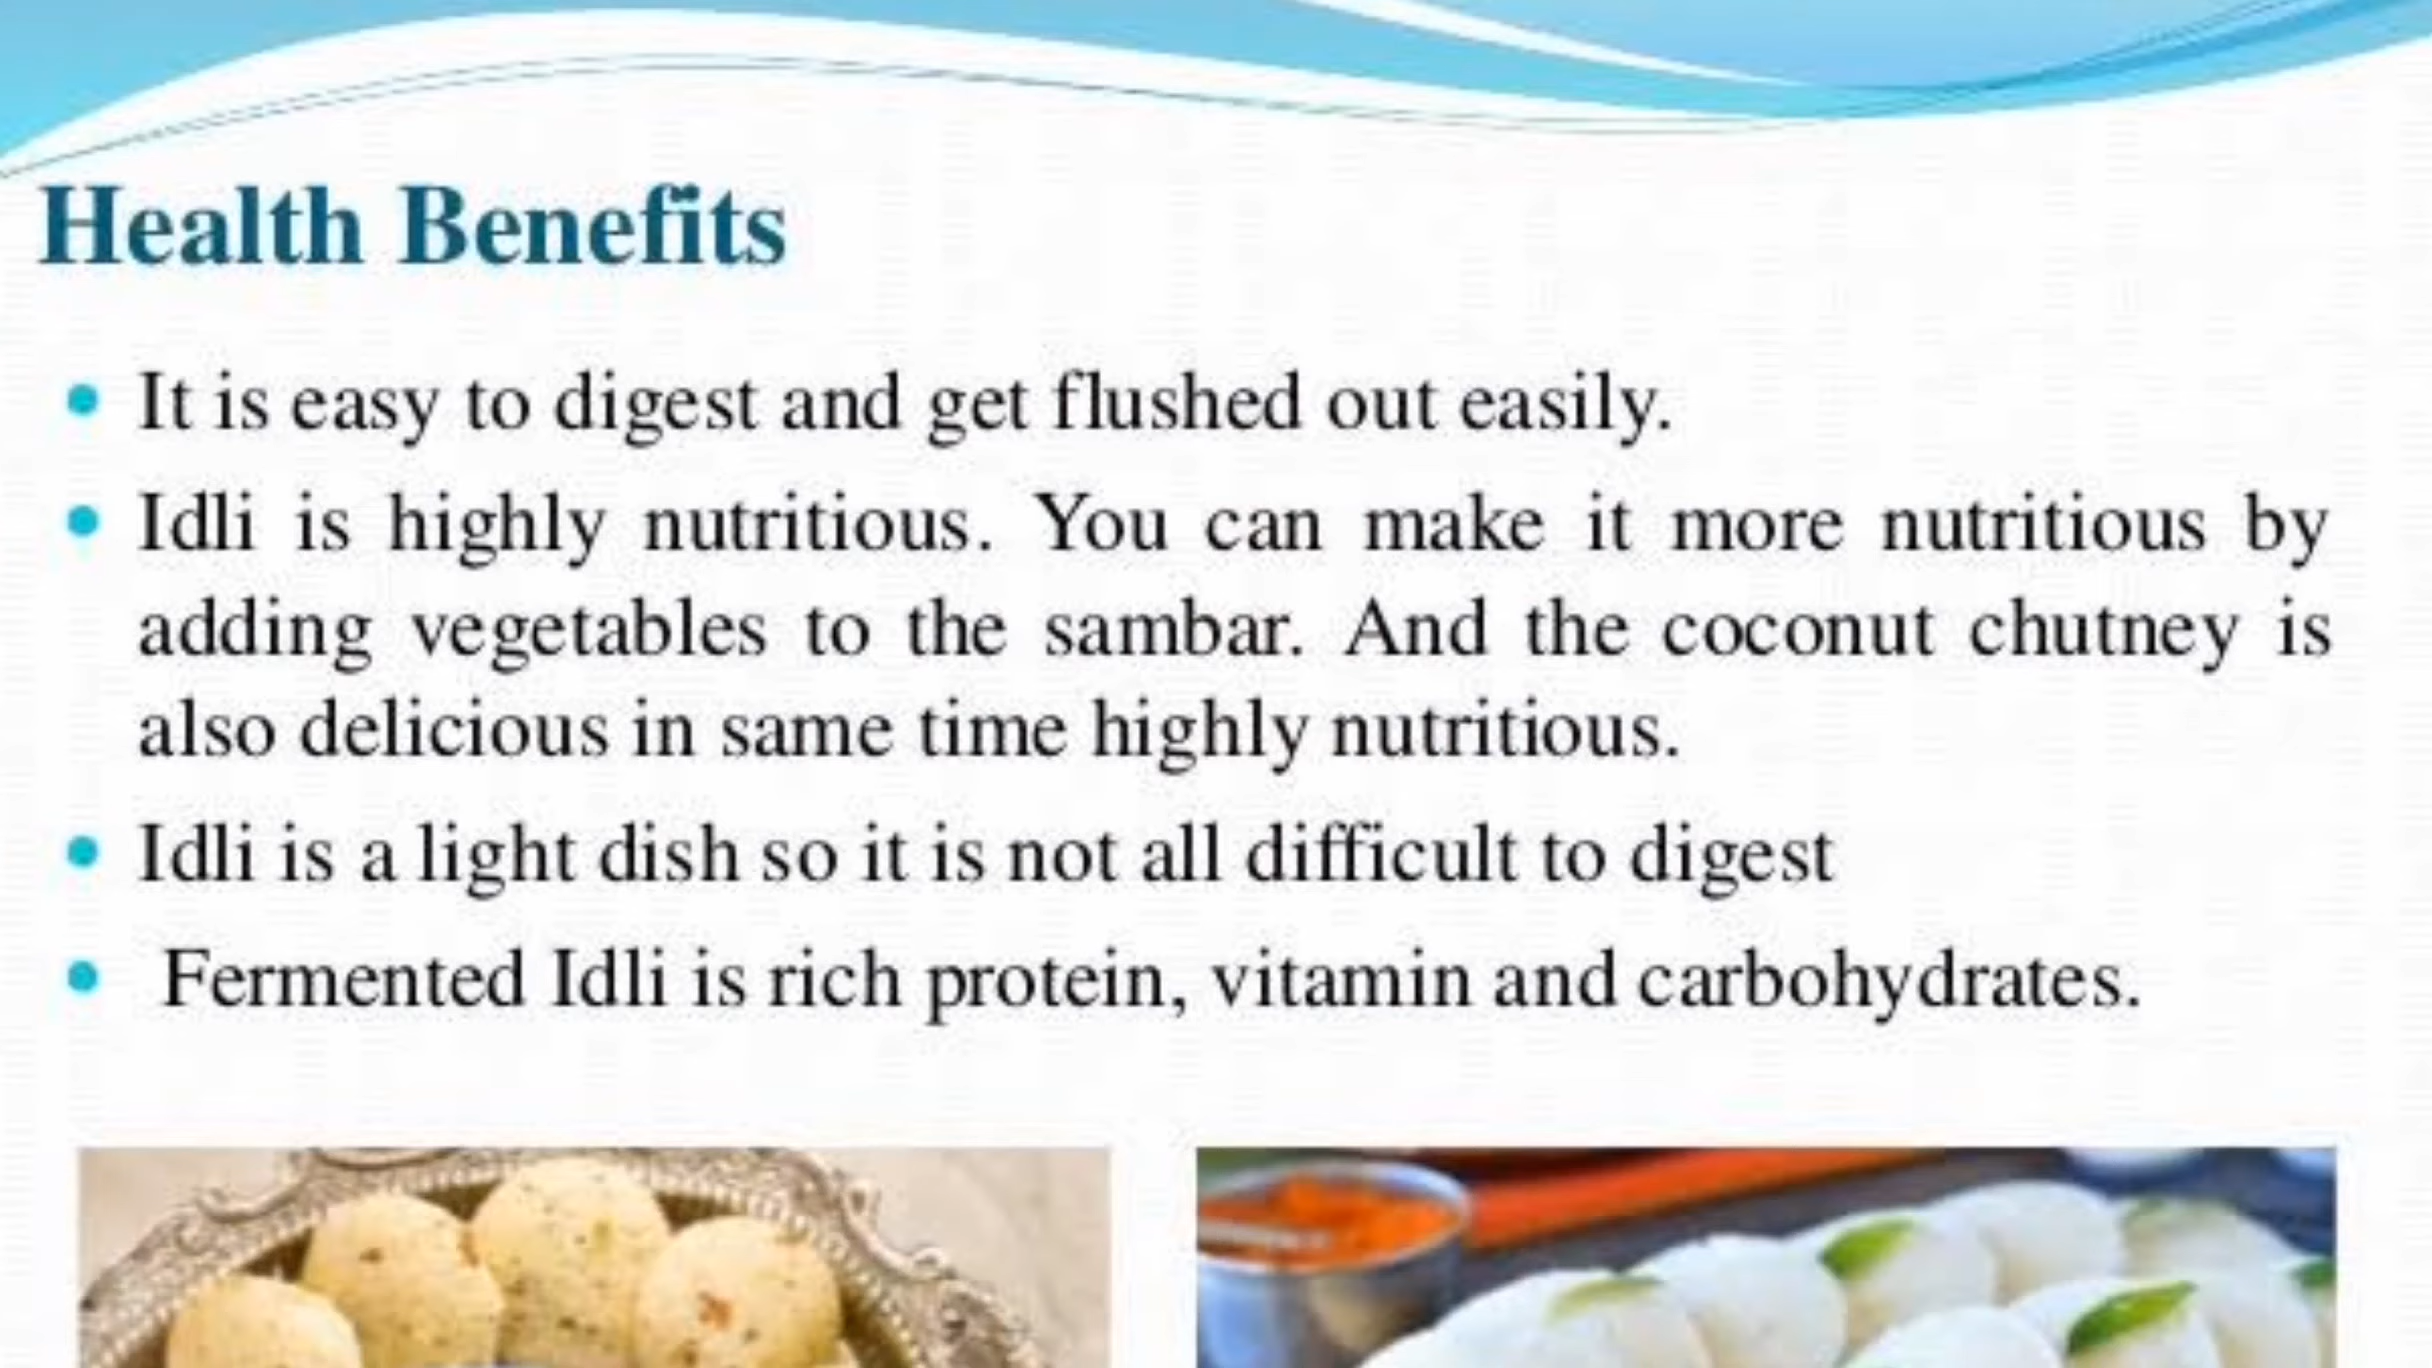 Health Benefits
It is easy to digest and get flushed out easily.
Idli is highly nutritious. You can make it more nutritious by
adding vegetables to the sambar. And the coconut chutney is
also delicious in same time highly nutritious.
Idli is a light dish so it is not all difficult to digest
Fermented Idli is rich protein, vitamin and carbohydrates.